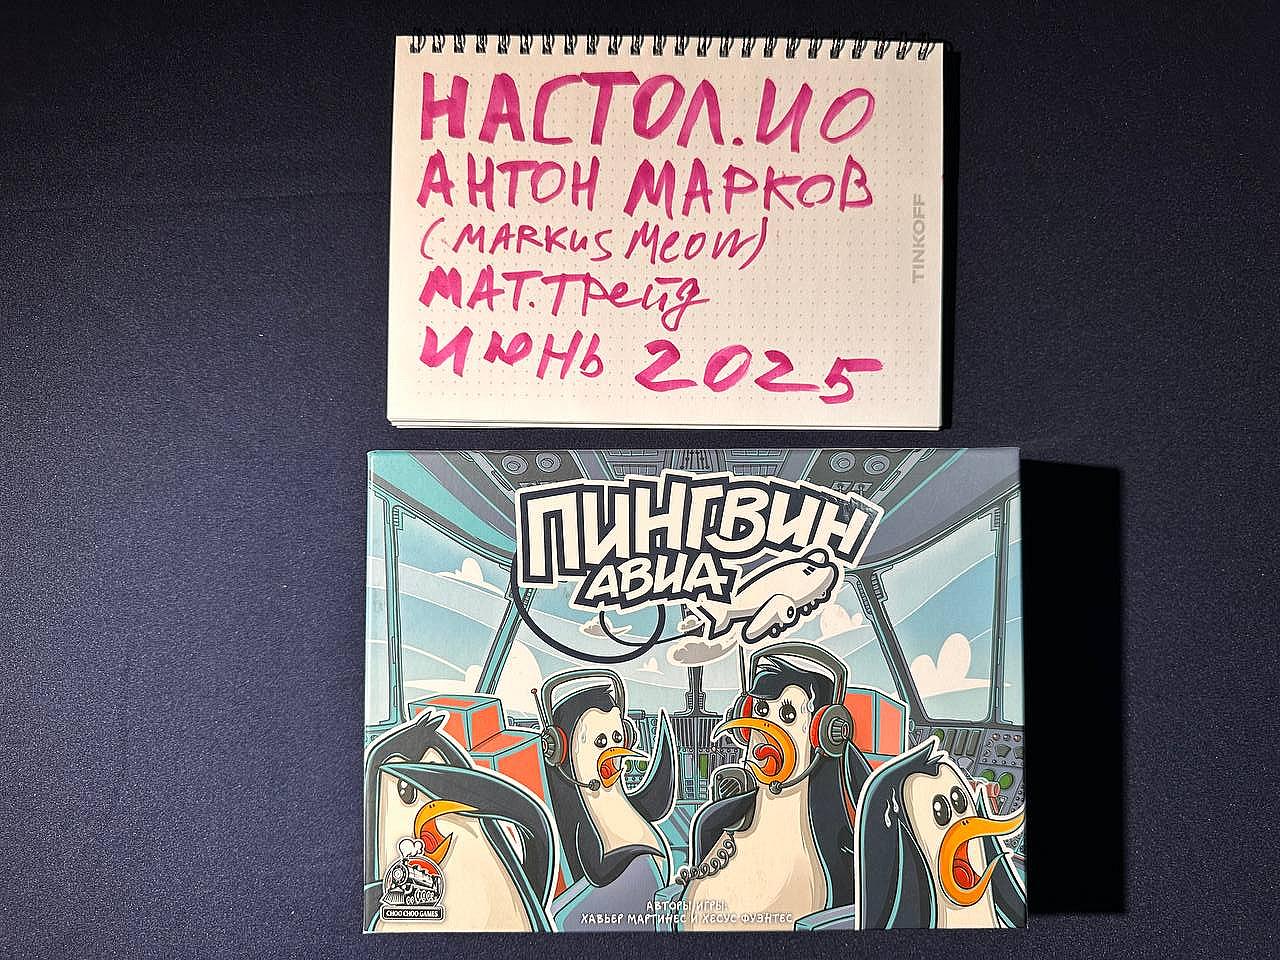 НАСТОЛ.ИО
АНТОН МАРКОВ
(MARKUS Meow)
МАТ.ТРейд
ИЮНЬ 2025
TINKOFF
ПИНГВИН
АВИА
CHOO CHOO GAMES
АВТОРЫ ИГРЫ:
ХАВЬЕР МАРТИНЕС И ХЕСУС ФУЭНТЕС